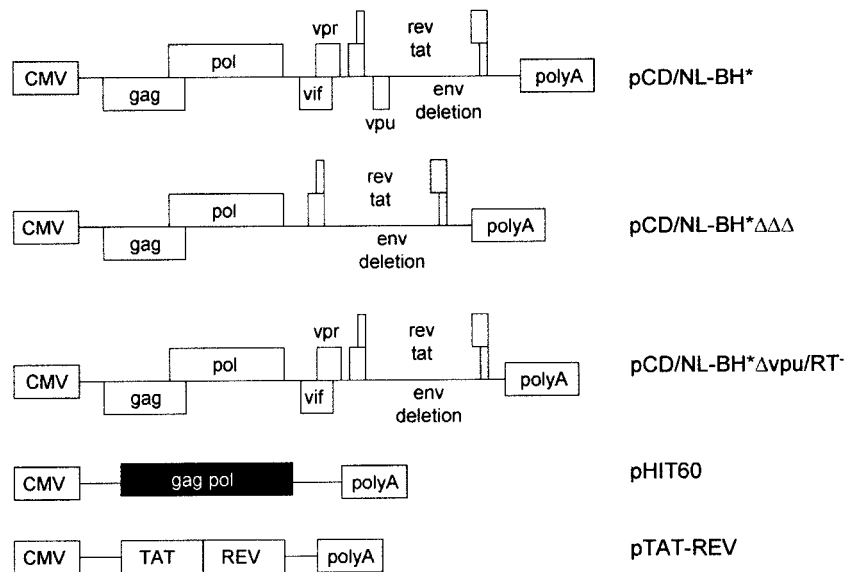 vpr
rev
tat
CMV
pol
polyA
pCD/NL-BH*
gag
vif
vpu
env
deletion
rev
tat
CMV
pol
polyA
pCD/NL-BH*ΔΔΔ
gag
env
deletion
vpr
rev
tat
CMV
pol
polyA
pCD/NL-BH*Δvpu/RT-
gag
vif
env
deletion
CMV
gag pol
polyA
pHIT60
CMV
TAT
REV
polyA
pTAT-REV